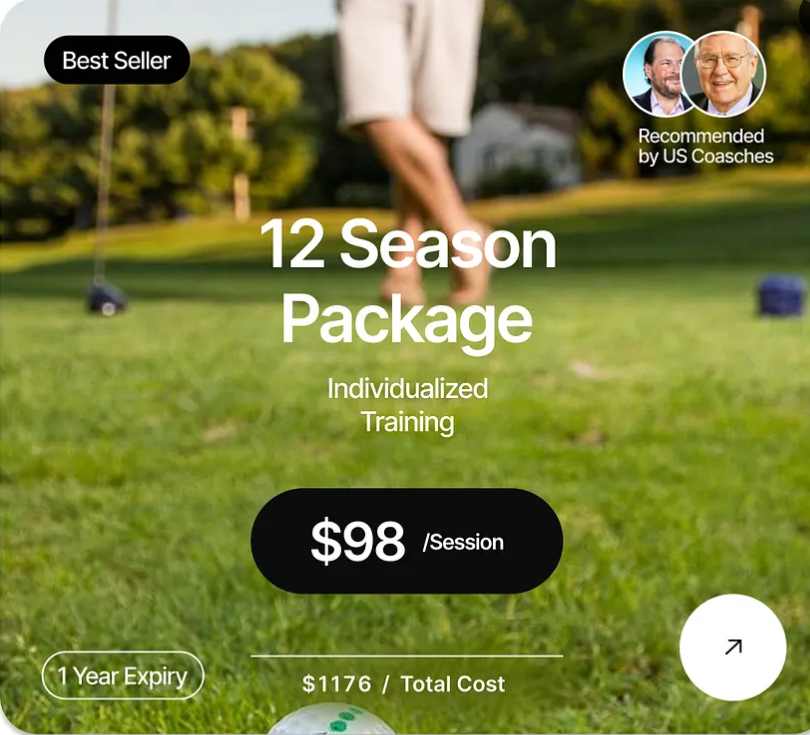 Best Seller
Recommended
by US Coasches
12 Season
Package
Individualized
Training
$98 /Session
1 Year Expiry
$1176 / Total Cost